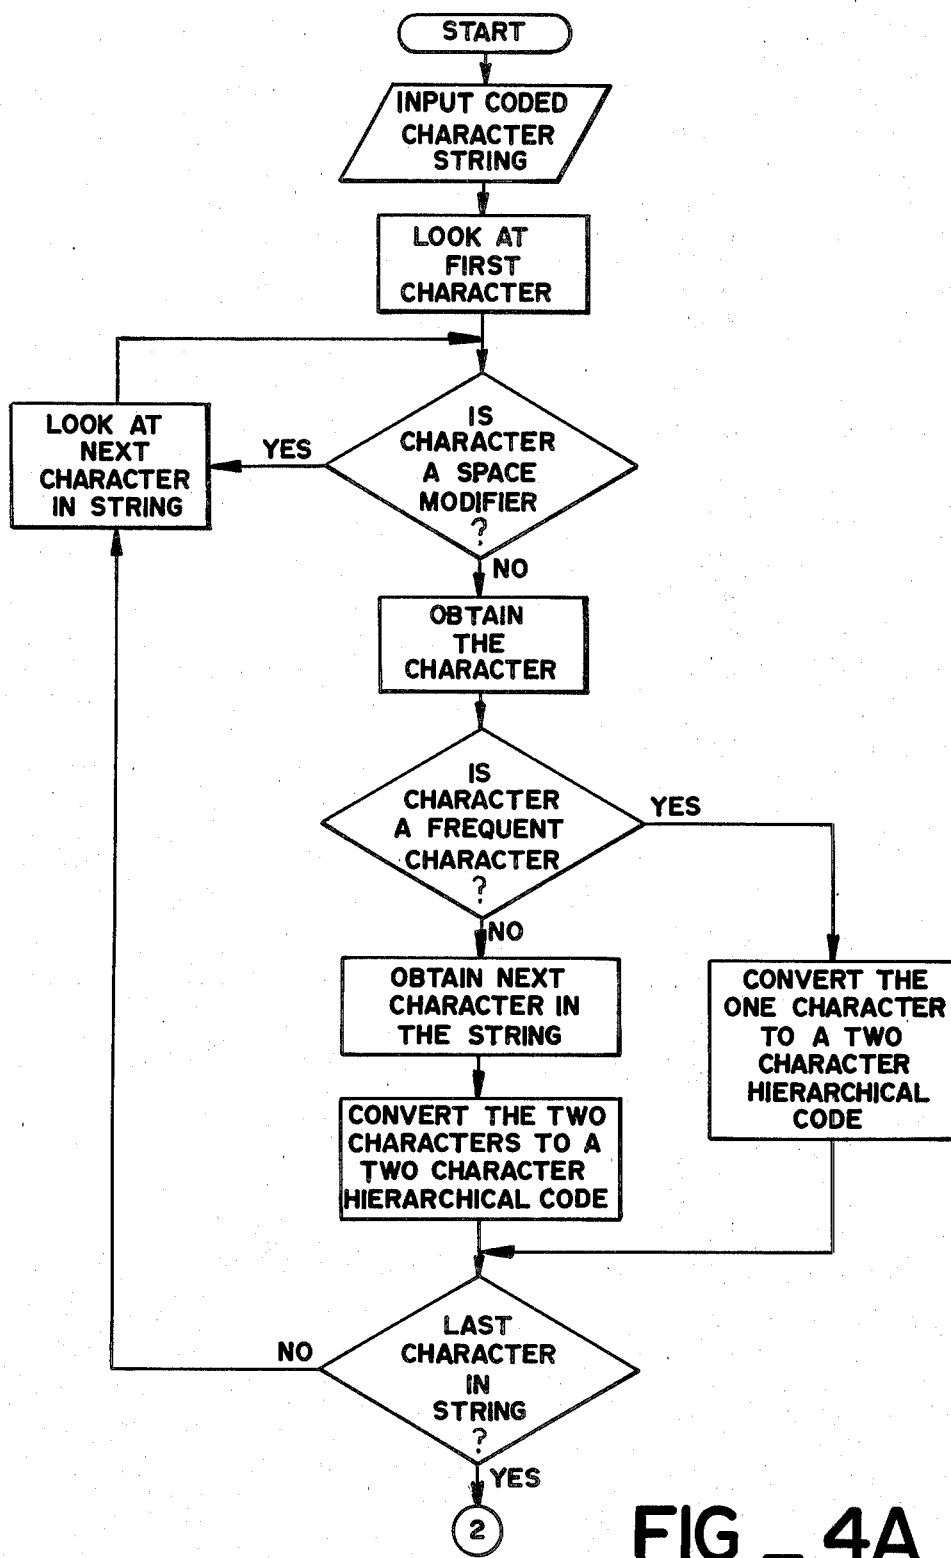 START
INPUT CODED
CHARACTER
STRING
LOOK AT
FIRST
CHARACTER
LOOK AT
NEXT
CHARACTER
IN STRING
YES
IS
CHARACTER
A SPACE
MODIFIER
?
NO
OBTAIN
THE
CHARACTER
IS
CHARACTER
A FREQUENT
CHARACTER
?
YES
NO
OBTAIN NEXT
CHARACTER IN
THE STRING
CONVERT THE
ONE CHARACTER
TO A TWO
CHARACTER
HIERARCHICAL
CODE
CONVERT THE TWO
CHARACTERS TO A
TWO CHARACTER
HIERARCHICAL CODE
NO
LAST
CHARACTER
IN
STRING
?
YES
2
FIG_4A